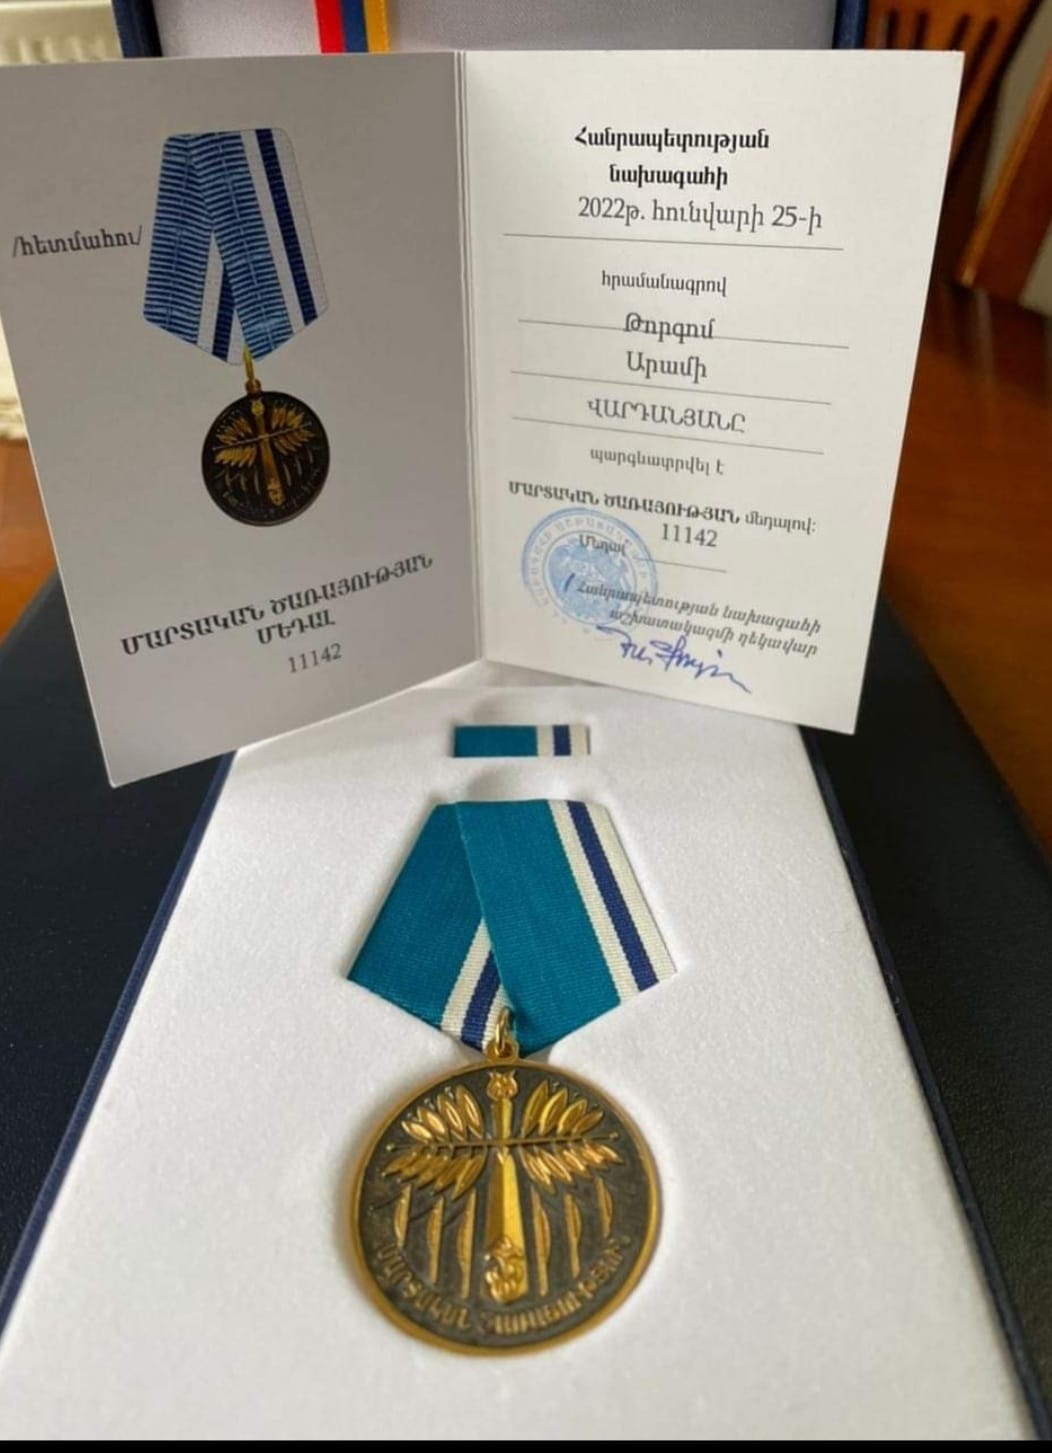 /հետմահու/
ՄԱՐՏԱԿԱՆ ԾԱՌԱՅՈՒԹՅԱՆ
ՄԵԴԱԼ
11142
Հանրապետության
նախագահի
2022թ. հունվարի 25-ի
հրամանագրով
Թորգոմ
Արամի
ՎԱՐԴԱՆՅԱՆԸ
պարգևատրվել է
ՄԱՐՏԱԿԱՆ ԾԱՌԱՅՈՒԹՅԱՆ մեդալով:
Մեդալ 11142
Հանրապետության նախագահի
աշխատակազմի ղեկավար
ՄԱՐՏԱԿԱՆ